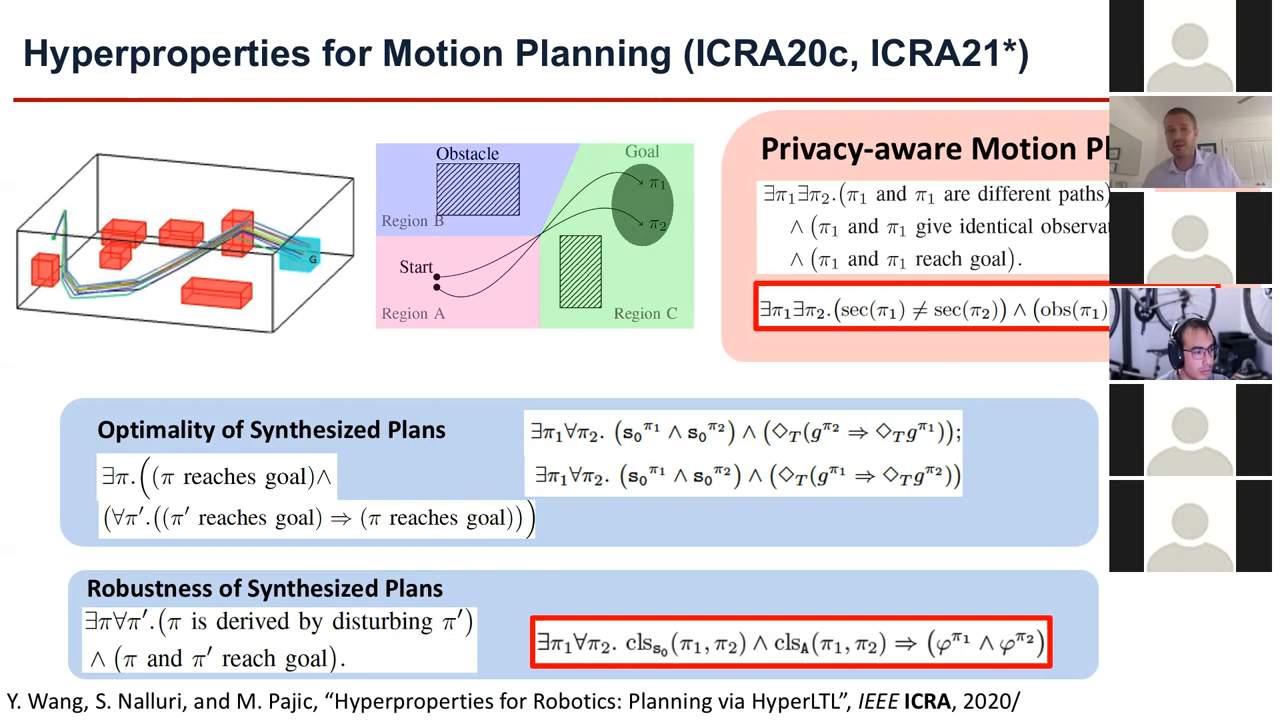 Hyperproperties for Motion Planning (ICRA20c, ICRA21*)
G
Obstacle
Goal
π₁
π₂
Region B
Start
Region A
Region C
Privacy-aware Motion
∃π₁∃π₂.(π₁ and π₁ are different paths)
∧ (π₁ and π₁ give identical
∧ (π₁ and π₁ reach goal).
∃π₁∃π₂.(sec(π₁) ≠ sec(π₂)) ∧ (obs(π₁)
Optimality of Synthesized Plans
∃π.((π reaches goal)∧
(∀π′.((π′ reaches goal) ⇒ (π reaches goal)))
∃π₁∀π₂. (s₀^π₁ ∧ s₀^π₂) ∧ (◇_T(g^π₂ ⇒ ◇_T g^π₁));
∃π₁∀π₂. (s₀^π₁ ∧ s₀^π₂) ∧ (◇_T(g^π₁ ⇒ ◇_T g^π₂))
Robustness of Synthesized Plans
∃π∀π′.(π is derived by disturbing π′)
∧ (π and π′ reach goal).
∃π₁∀π₂. cls_s₀(π₁, π₂) ∧ cls_A(π₁, π₂) ⇒ (φ^π₁ ∧ φ^π₂)
Y. Wang, S. Nalluri, and M. Pajic, “Hyperproperties for Robotics: Planning via HyperLTL”, IEEE ICRA, 2020/